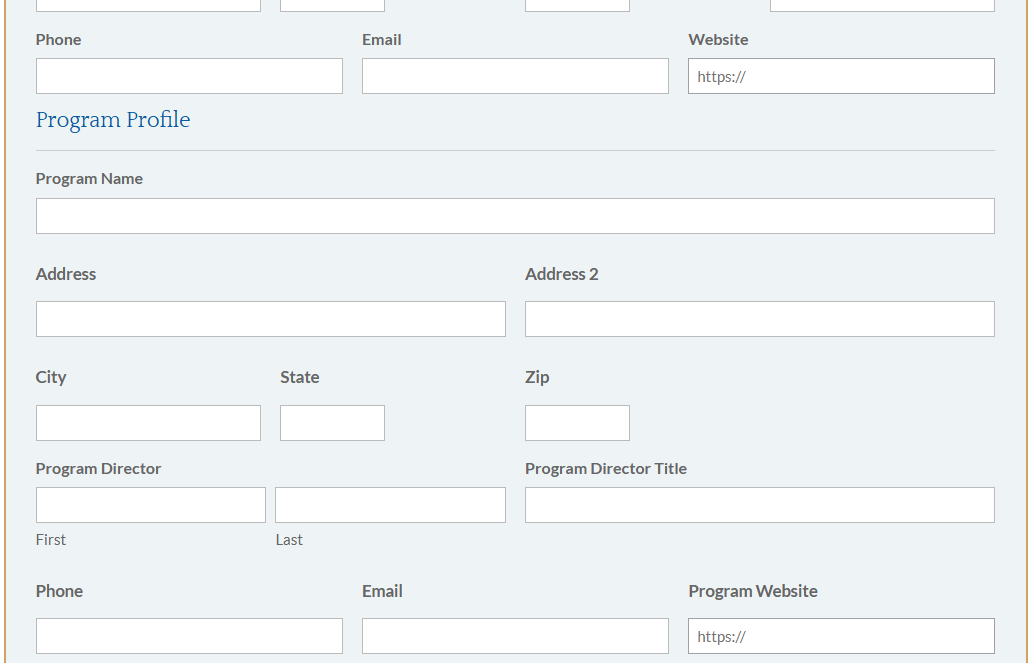 Phone Email Website
https://
Program Profile
Program Name
Address Address 2
City State Zip
Program Director Program Director Title
First Last
Phone Email Program Website
https://